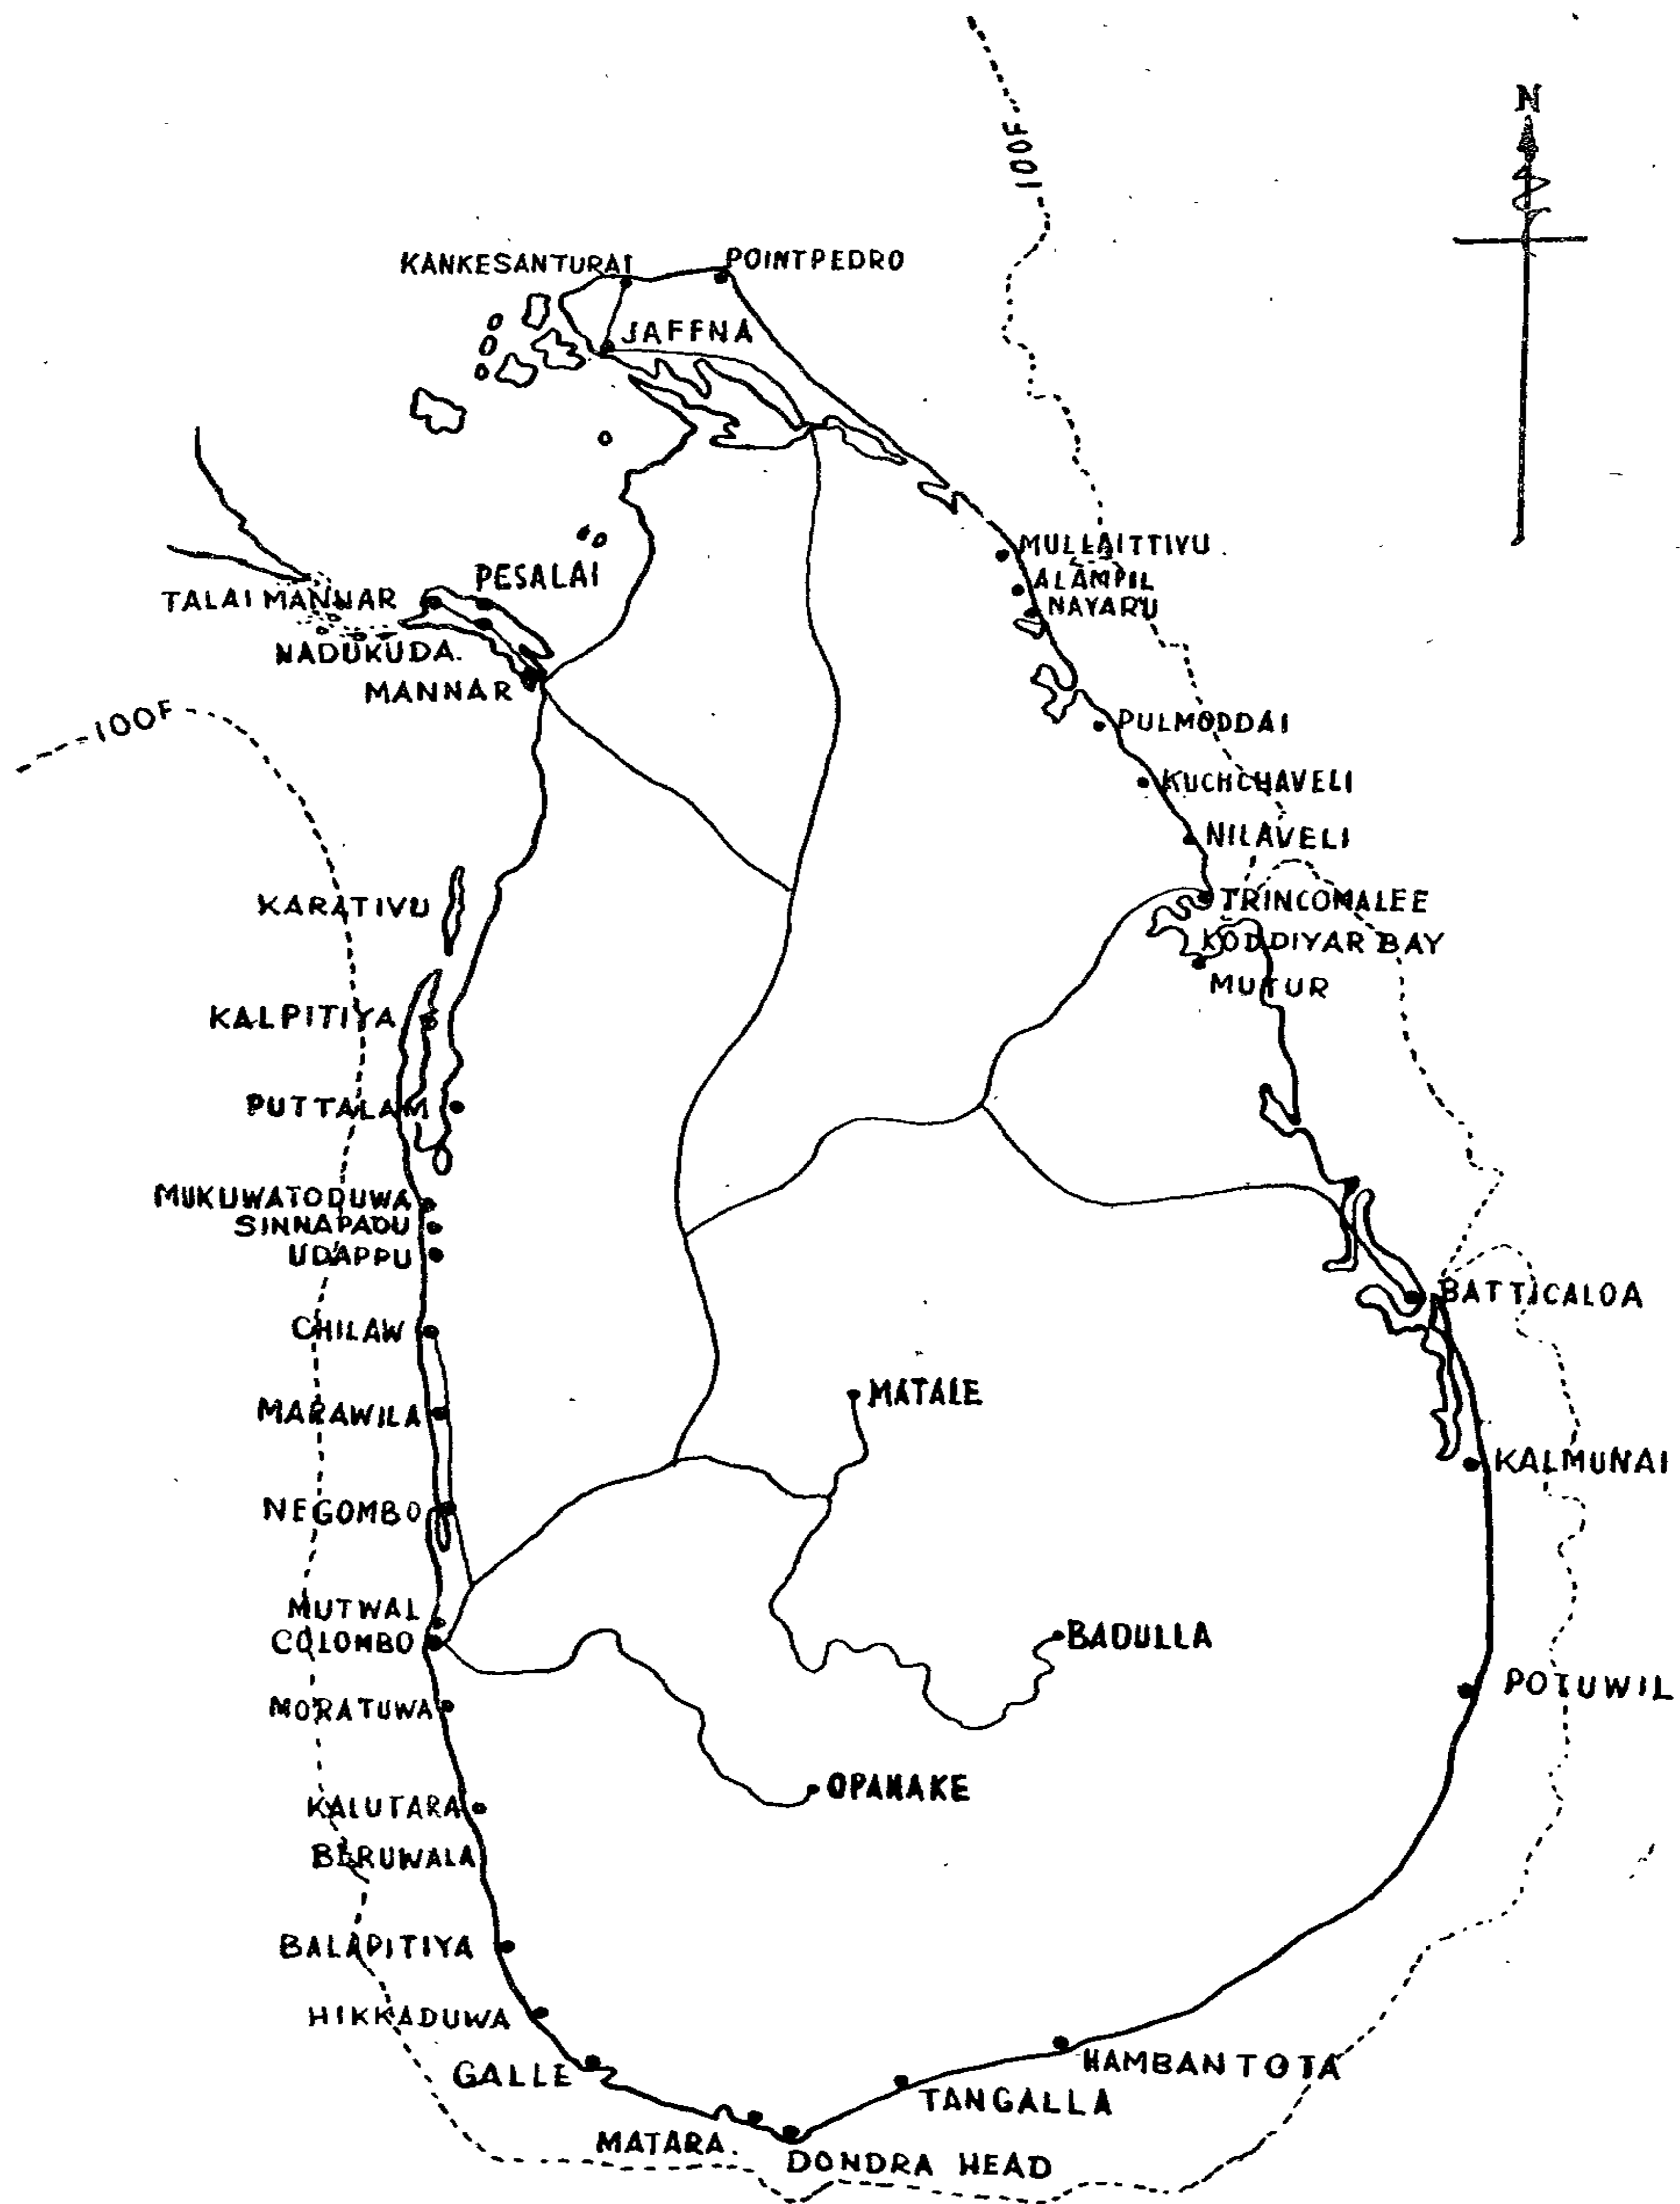 N
100F
KANKESANTURAI
POINTPEDRO
JAFFNA
MULLAITTIVU
PESALAI
ALAMPIL
TALAI MANNAR
NAYARU
NADUKUDA.
MANNAR
100F
PULMODDAI
KUCHCHAVELI
NILAVELI
KARATIVU
TRINCOMALEE
KODDIYAR BAY
MUTUR
KALPITIYA
PUTTALAM
MUKUWATODUWA
SINNAPADU
UDAPPU
BATTICALOA
CHILAW
MATALE
MARAWILA
KALMUNAI
NEGOMBO
MUTWAL
COLOMBO
BADULLA
POTUWIL
MORATUWA
OPANAKE
KALUTARA
BERUWALA
BALAPITIYA
HIKKADUWA
GALLE
HAMBANTOTA
TANGALLA
MATARA.
DONDRA HEAD